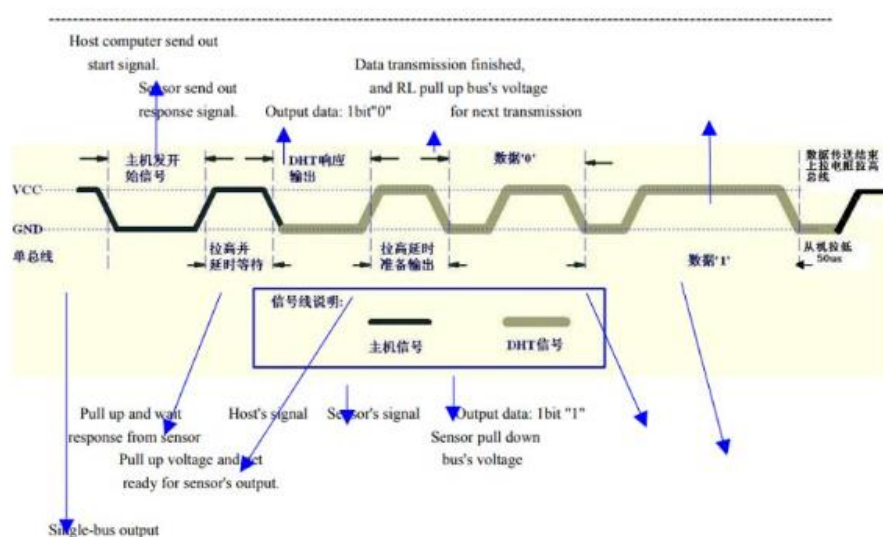 Host computer send out
start signal.
Sensor send out
response signal.
Output data: 1bit"0"
Data transmission finished,
and RL pull up bus's voltage
for next transmission
主机发开
始信号
DHT响应
输出
数据'0'
数据传送结束
上拉电阻拉高
总线
VCC
GND
单总线
拉高并
延时等待
拉高延时
准备输出
数据'1'
从机拉低
50us
信号线说明:
主机信号
DHT信号
Pull up and wait
response from sensor
Host's signal
Sensor's signal
Output data: 1bit "1"
Sensor pull down
bus's voltage
Pull up voltage and get
ready for sensor's output.
Single-bus output